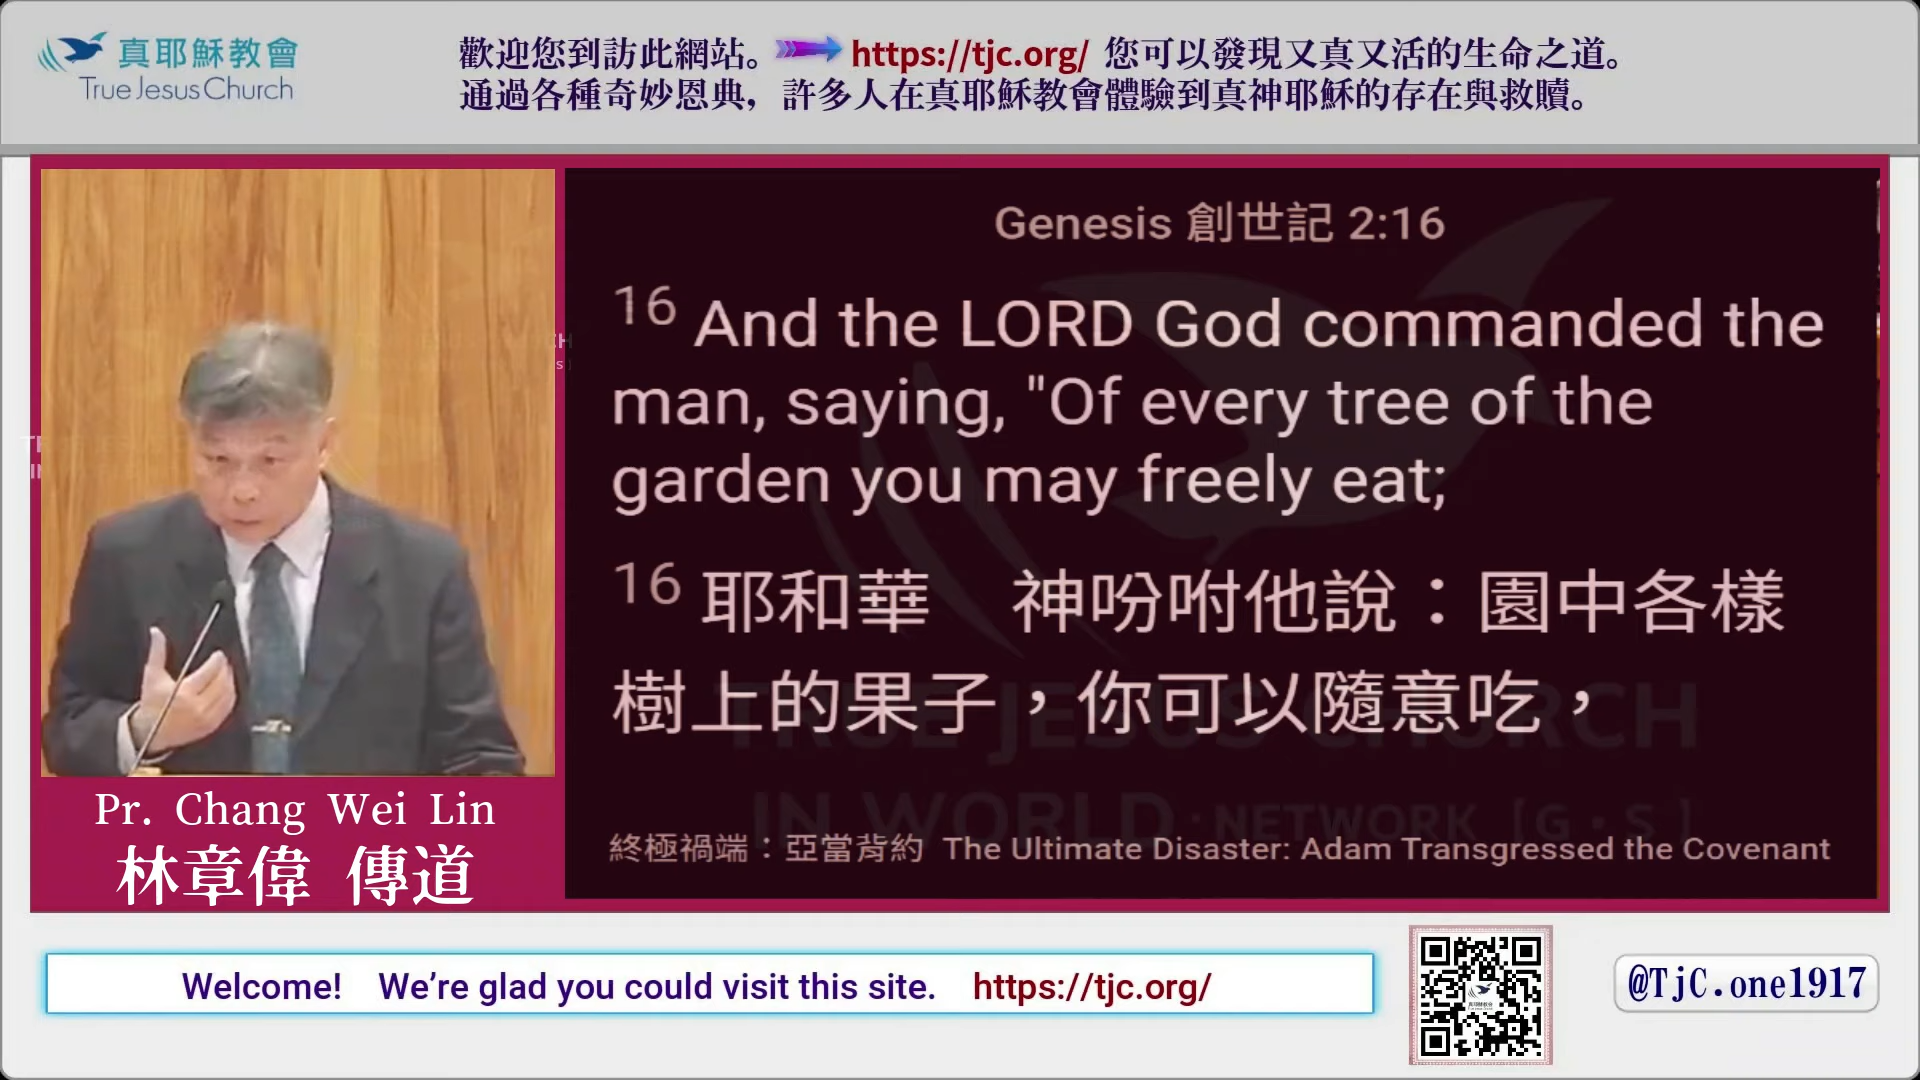 真耶穌教會
True Jesus Church
歡迎您到訪此網站。 https://tjc.org/ 您可以發現又真又活的生命之道。
通過各種奇妙恩典，許多人在真耶穌教會體驗到真神耶穌的存在與救贖。
Genesis 創世記 2:16
16 And the LORD God commanded the
man, saying, "Of every tree of the
garden you may freely eat;
16 耶和華　神吩咐他說：園中各樣
樹上的果子，你可以隨意吃，
TRUE JESUS CHURCH
IN WORLD·NETWORK [G·S]
終極禍端：亞當背約 The Ultimate Disaster: Adam Transgressed the Covenant
Pr. Chang Wei Lin
林章偉 傳道
Welcome! We’re glad you could visit this site. https://tjc.org/
@TjC.one1917